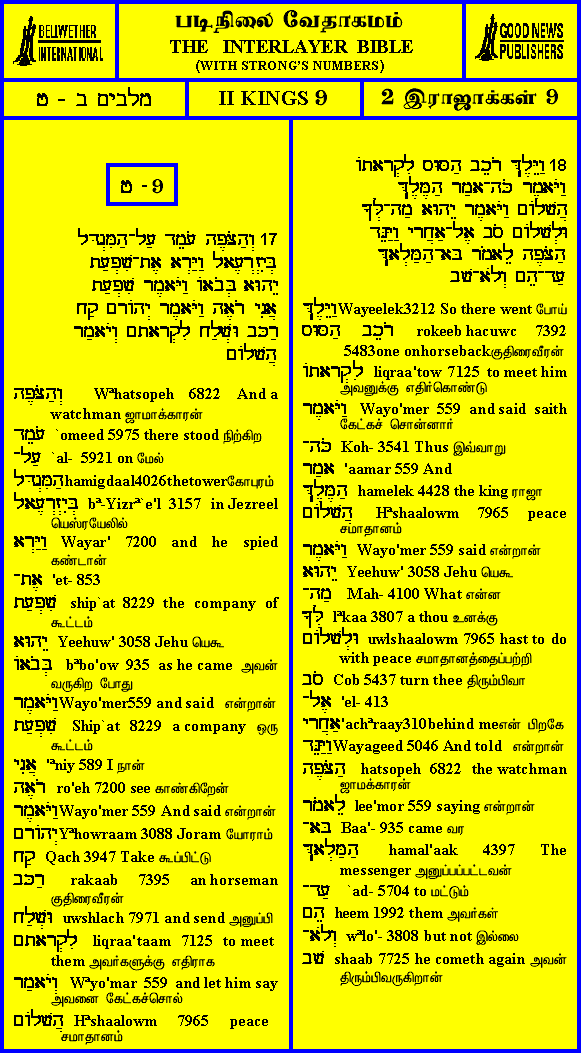 BELLWETHER
INTERNATIONAL
படிநிலை வேதாகமம்
THE INTERLAYER BIBLE
(WITH STRONG'S NUMBERS)
GOOD NEWS
PUBLISHERS
מלבים ב - ט
II KINGS 9
2 இராஜாக்கள் 9
ט - 9
17 וְהַצֹּפֶה עֹמֵד עַל־הַמִּגְדָּל
בְּיִזְרְעֶאל וַיַּרְא אֶת־שִׁפְעַת
יֵהוּא בְּבֹאוֹ וַיֹּאמֶר שִׁפְעַת
אֲנִי רֹאֶה וַיֹּאמֶר יְהוֹרָם קַח
רַכָּב וּשְׁלַח לִקְרָאתָם וְיֹאמַר
הֲשָׁלוֹם
וְהַצֹּפֶה Wªhatsopeh 6822 And a
watchman ஜாமாக்காரன்
עֹמֵד `omeed 5975 there stood நிற்கிற
עַל־ `al- 5921 on மேல்
הַמִּגְדָּל hamigdaal4026thetowerகோபுரம்
בְּיִזְרְעֶאל bª-Yizrª`e'l 3157 in Jezreel
யெஸ்ரயேலில்
וַיַּרְא Wayar' 7200 and he spied
கண்டான்
אֶת־ 'et- 853
שִׁפְעַת ship`at 8229 the company of
கூட்டம்
יֵהוּא Yeehuw' 3058 Jehu யெகூ
בְּבֹאוֹ bªbo'ow 935 as he came அவன்
வருகிற போது
וַיֹּאמֶר Wayo'mer559 and said என்றான்
שִׁפְעַת Ship`at 8229 a company ஒரு
கூட்டம்
אֲנִי 'ªniy 589 I நான்
רֹאֶה ro'eh 7200 see காண்கிறேன்
וַיֹּאמֶר Wayo'mer 559 And said என்றான்
יְהוֹרָם Yªhowraam 3088 Joram யோராம்
קַח Qach 3947 Take கூப்பிட்டு
רַכָּב rakaab 7395 an horseman
குதிரைவீரன்
וּשְׁלַח uwshlach 7971 and send அனுப்பி
לִקְרָאתָם liqraa'taam 7125 to meet
them அவர்களுக்கு எதிராக
וְיֹאמַר Wªyo'mar 559 and let him say
அவனை கேட்கச்சொல்
הֲשָׁלוֹם Hªshaalowm 7965 peace
சமாதானம்
18 וַיֵּלֶךְ רֹכֵב הַסּוּס לִקְרָאתוֹ
וַיֹּאמֶר כֹּה־אָמַר הַמֶּלֶךְ
הֲשָׁלוֹם וַיֹּאמֶר יֵהוּא מַה־לְּךָ
וּלְשָׁלוֹם סֹב אֶל־אַחֲרָי וַיַּגֵּד
הַצֹּפֶה לֵאמֹר בָּא־הַמַּלְאָךְ
עַד־הֵם וְלֹא־שָׁב
וַיֵּלֶךְ Wayeelek3212 So there went போய்
רֹכֵב הַסּוּס rokeeb hacuwc 7392
5483one onhorsebackகுதிரைவீரன்
לִקְרָאתוֹ liqraa'tow 7125 to meet him
அவனுக்கு எதிர்கொண்டு
וַיֹּאמֶר Wayo'mer 559 and said saith
கேட்கச் சொன்னார்
כֹּה־ Koh- 3541 Thus இவ்வாறு
אָמַר 'aamar 559 And
הַמֶּלֶךְ hamelek 4428 the king ராஜா
הֲשָׁלוֹם Hªshaalowm 7965 peace
சமாதானம்
וַיֹּאמֶר Wayo'mer 559 said என்றான்
יֵהוּא Yeehuw' 3058 Jehu யெகூ
מַה־ Mah- 4100 What என்ன
לְּךָ lªkaa 3807 a thou உனக்கு
וּלְשָׁלוֹם uwlshaalowm 7965 hast to do
with peace சமாதானத்தைப்பற்றி
סֹב Cob 5437 turn thee திரும்பிவா
אֶל־ 'el- 413
אַחֲרָי 'achªraay310behind meஎன் பிறகே
וַיַּגֵּד Wayageed 5046 And told என்றான்
הַצֹּפֶה hatsopeh 6822 the watchman
ஜாமக்காரன்
לֵאמֹר lee'mor 559 saying என்றான்
בָּא־ Baa'- 935 came வர
הַמַּלְאָךְ hamal'aak 4397 The
messenger அனுப்பப்பட்டவன்
עַד־ `ad- 5704 to மட்டும்
הֵם heem 1992 them அவர்கள்
וְלֹא־ wªlo'- 3808 but not இல்லை
שָׁב shaab 7725 he cometh again அவன்
திரும்பிவருகிறான்